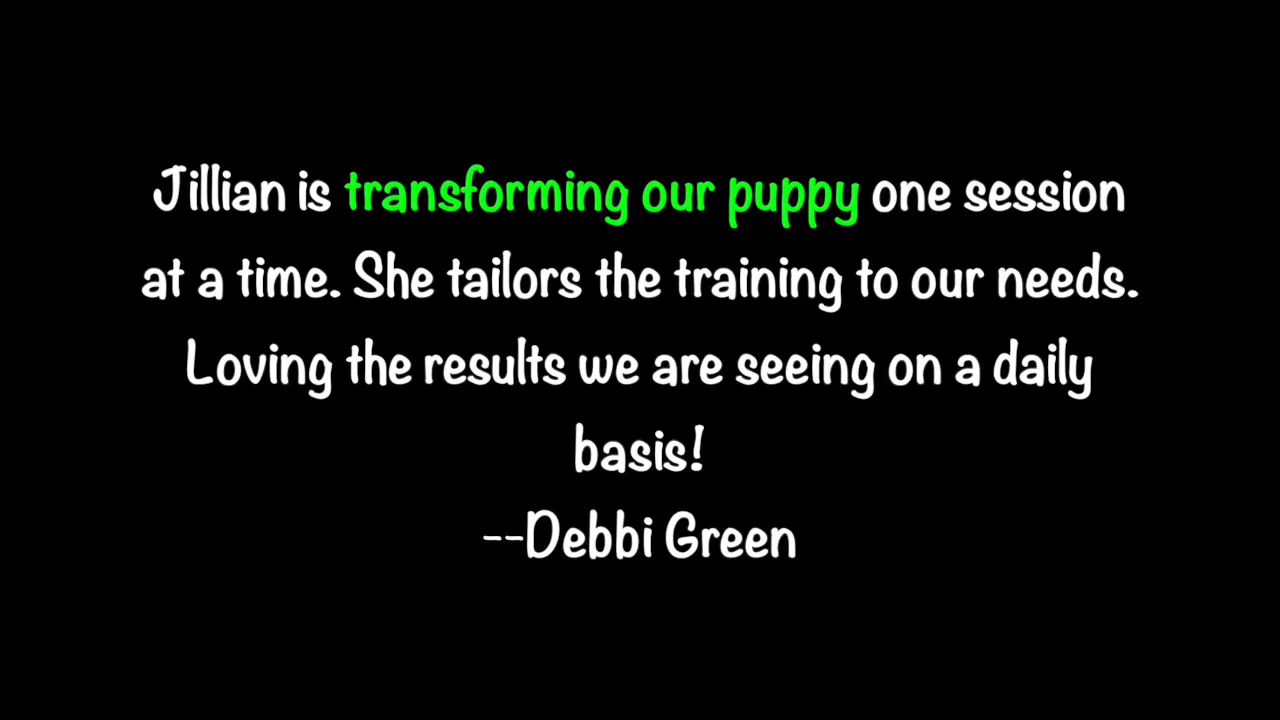 Jillian is transforming our puppy one session
at a time. She tailors the training to our needs.
Loving the results we are seeing on a daily
basis!
--Debbi Green